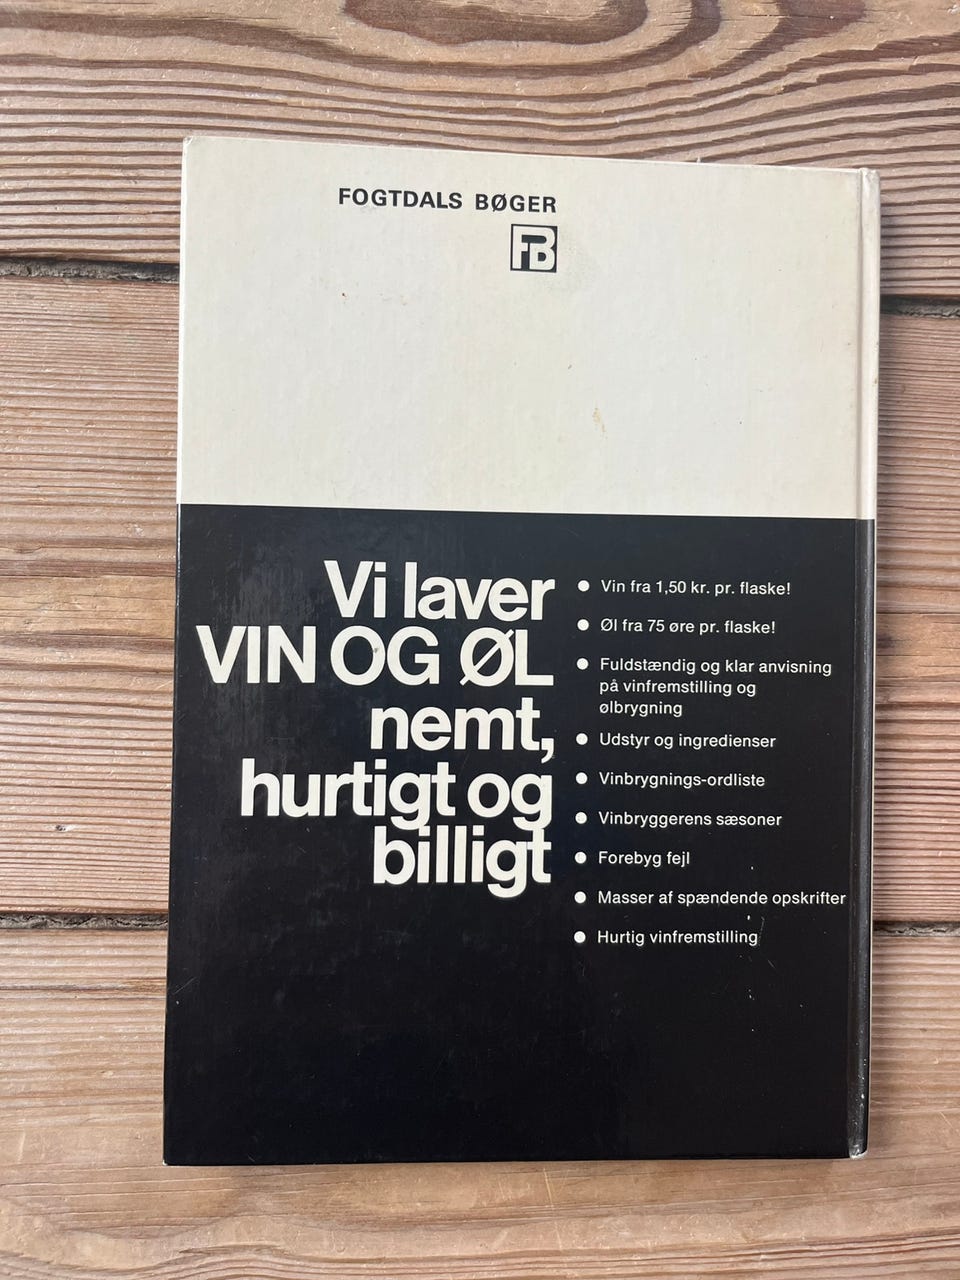 FOGTDALS BØGER
FB
Vi laver
VIN OG ØL
nemt,
hurtigt og
billigt
● Vin fra 1,50 kr. pr. flaske!
● Øl fra 75 øre pr. flaske!
● Fuldstændig og klar anvisning
på vinfremstilling og
ølbrygning
● Udstyr og ingredienser
● Vinbrygnings-ordliste
● Vinbryggerens sæsoner
● Forebyg fejl
● Masser af spændende opskrifter
● Hurtig vinfremstilling